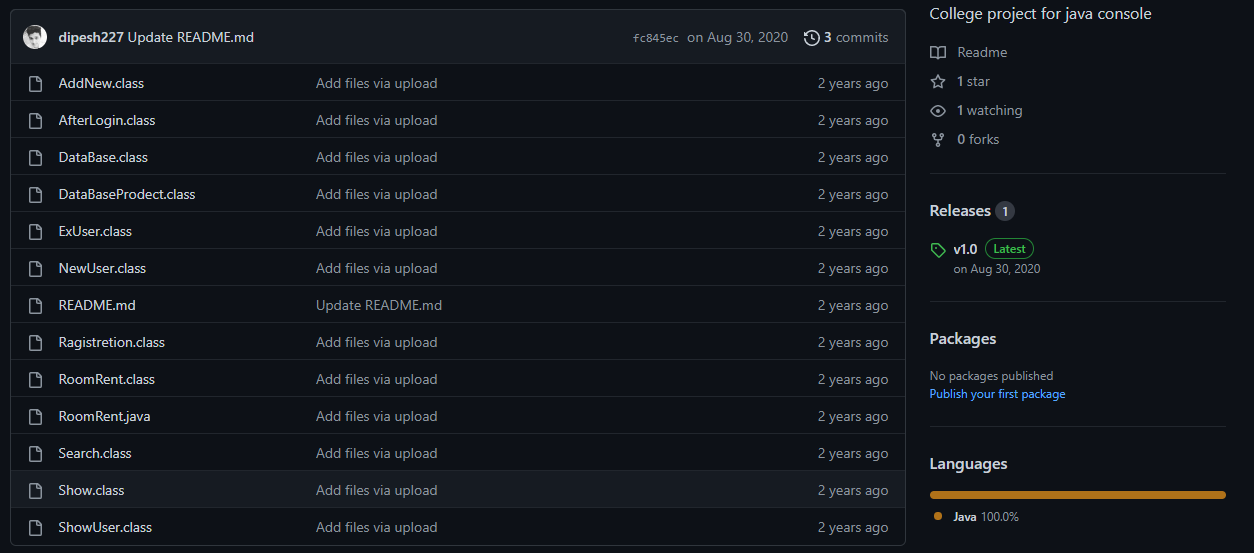 dipesh227 Update README.md fc845ec on Aug 30, 2020 3 commits
AddNew.class Add files via upload 2 years ago
AfterLogin.class Add files via upload 2 years ago
DataBase.class Add files via upload 2 years ago
DataBaseProdect.class Add files via upload 2 years ago
ExUser.class Add files via upload 2 years ago
NewUser.class Add files via upload 2 years ago
README.md Update README.md 2 years ago
Ragistretion.class Add files via upload 2 years ago
RoomRent.class Add files via upload 2 years ago
RoomRent.java Add files via upload 2 years ago
Search.class Add files via upload 2 years ago
Show.class Add files via upload 2 years ago
ShowUser.class Add files via upload 2 years ago
College project for java console
Readme
1 star
1 watching
0 forks
Releases 1
v1.0 Latest
on Aug 30, 2020
Packages
No packages published
Publish your first package
Languages
Java 100.0%